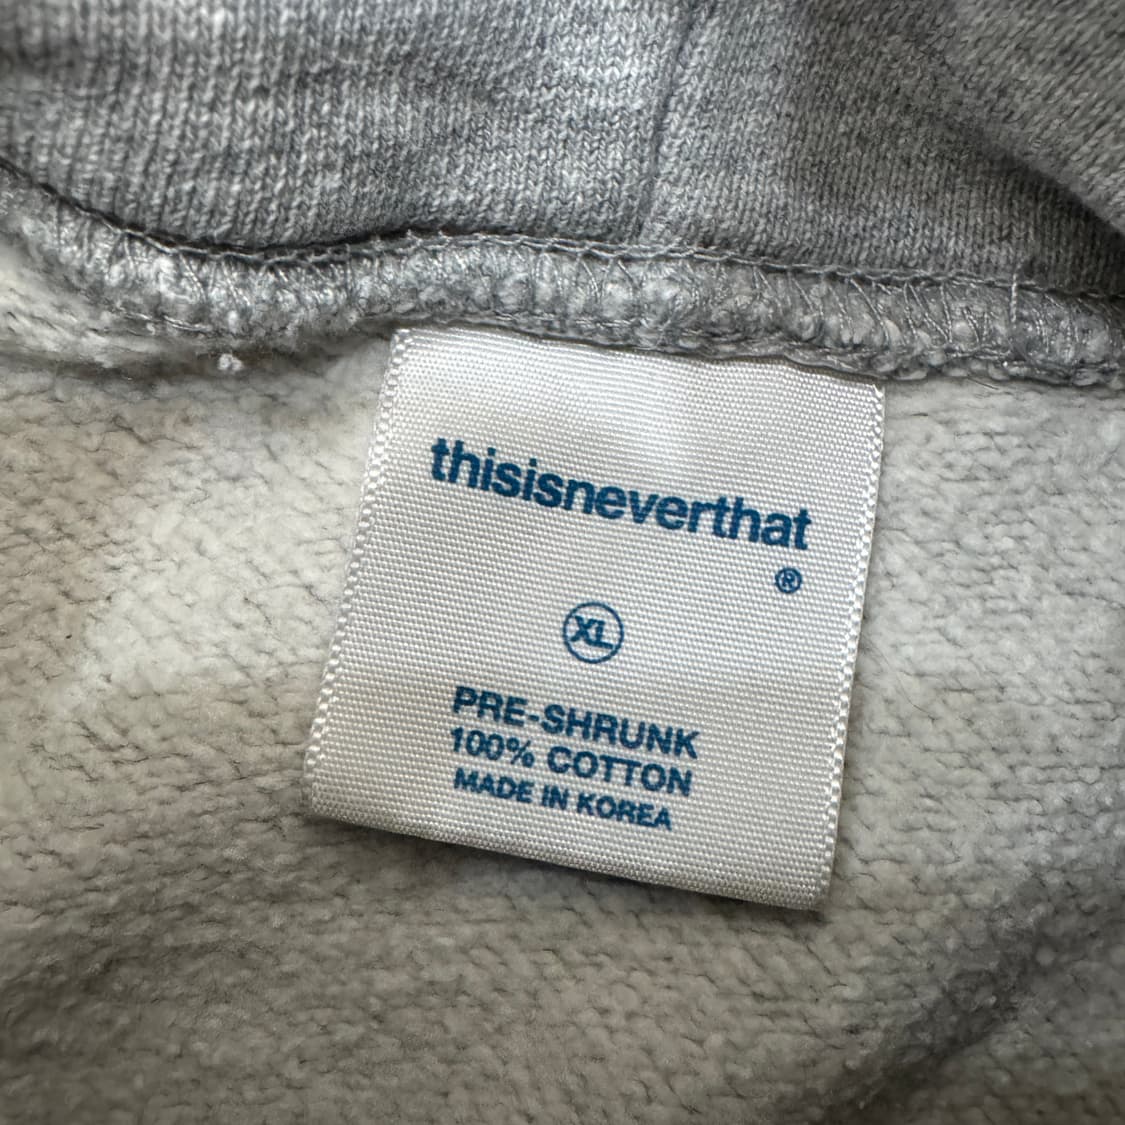 thisisneverthat
®
XL
PRE-SHRUNK
100% COTTON
MADE IN KOREA